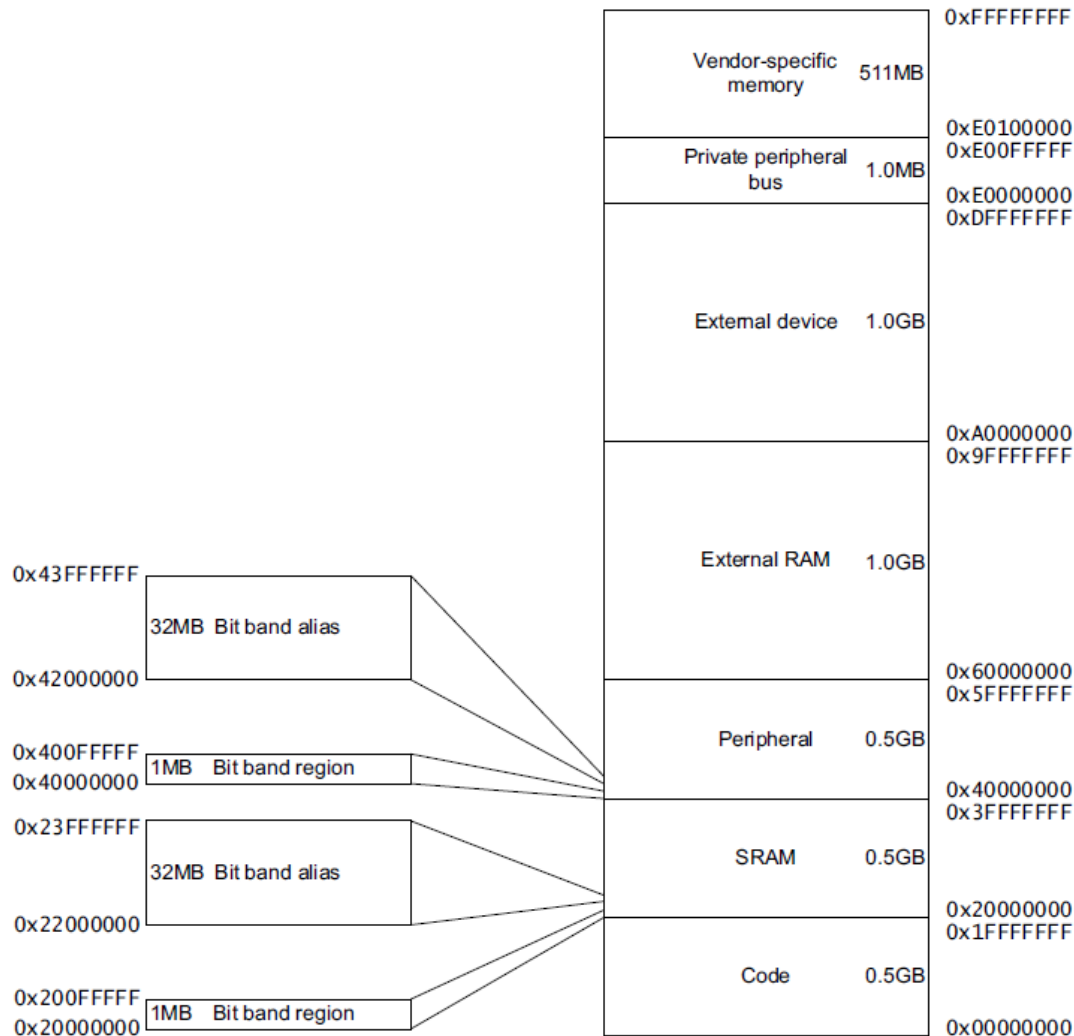 0xFFFFFFFF
Vendor-specific
memory
511MB
0xE0100000
0xE00FFFFF
Private peripheral
bus
1.0MB
0xE0000000
0xDFFFFFFF
External device 1.0GB
0xA0000000
0x9FFFFFFF
External RAM 1.0GB
0x60000000
0x5FFFFFFF
Peripheral 0.5GB
0x40000000
0x3FFFFFFF
SRAM 0.5GB
0x20000000
0x1FFFFFFF
Code 0.5GB
0x00000000
0x43FFFFFF
32MB Bit band alias
0x42000000
0x400FFFFF
1MB Bit band region
0x40000000
0x23FFFFFF
32MB Bit band alias
0x22000000
0x200FFFFF
1MB Bit band region
0x20000000